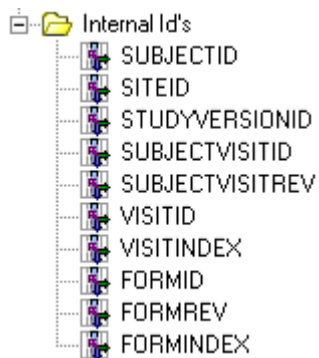 Internal Id's
SUBJECTID
SITEID
STUDYVERSIONID
SUBJECTVISITID
SUBJECTVISITREV
VISITID
VISITINDEX
FORMID
FORMREV
FORMINDEX